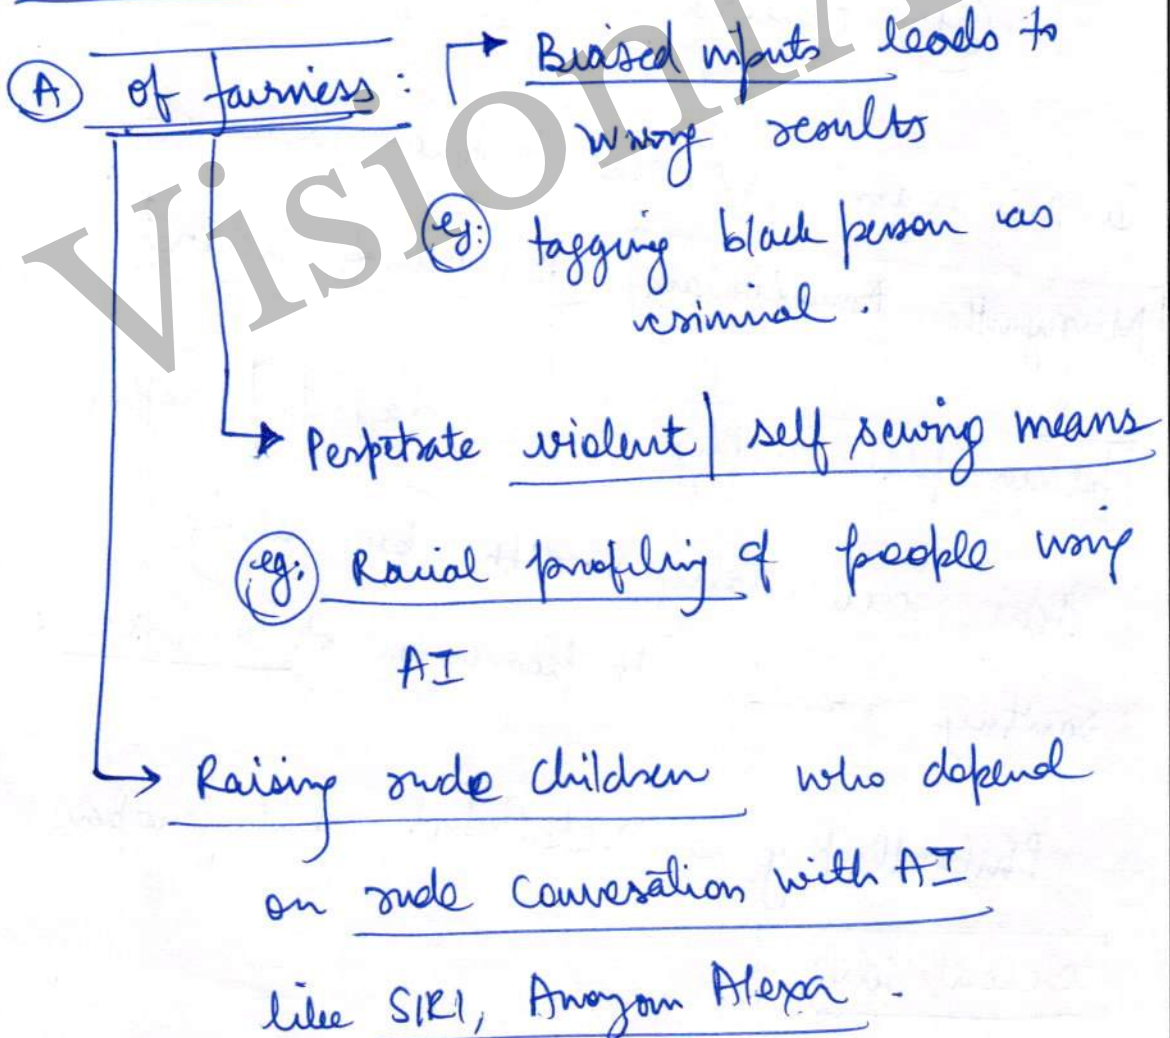 (A) of fairness:
Biased inputs leads to
wrong results
eg: tagging black person as
criminal.
Perpetrate violent | self serving means
eg. Racial profiling of people using
AI
Raising rude children who depend
on rude conversation with AI
like SIRI, Amazon Alexa.